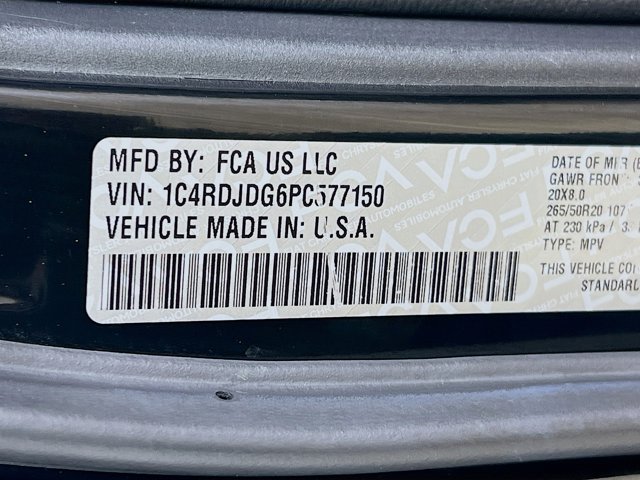 MFD BY: FCA US LLC
VIN: 1C4RDJDG6PC577150
VEHICLE MADE IN: U.S.A.
DATE OF MFR
GAWR FRONT
20X8.0
265/50R20 107
AT 230 kPa /
TYPE: MPV
THIS VEHICLE
STANDARD